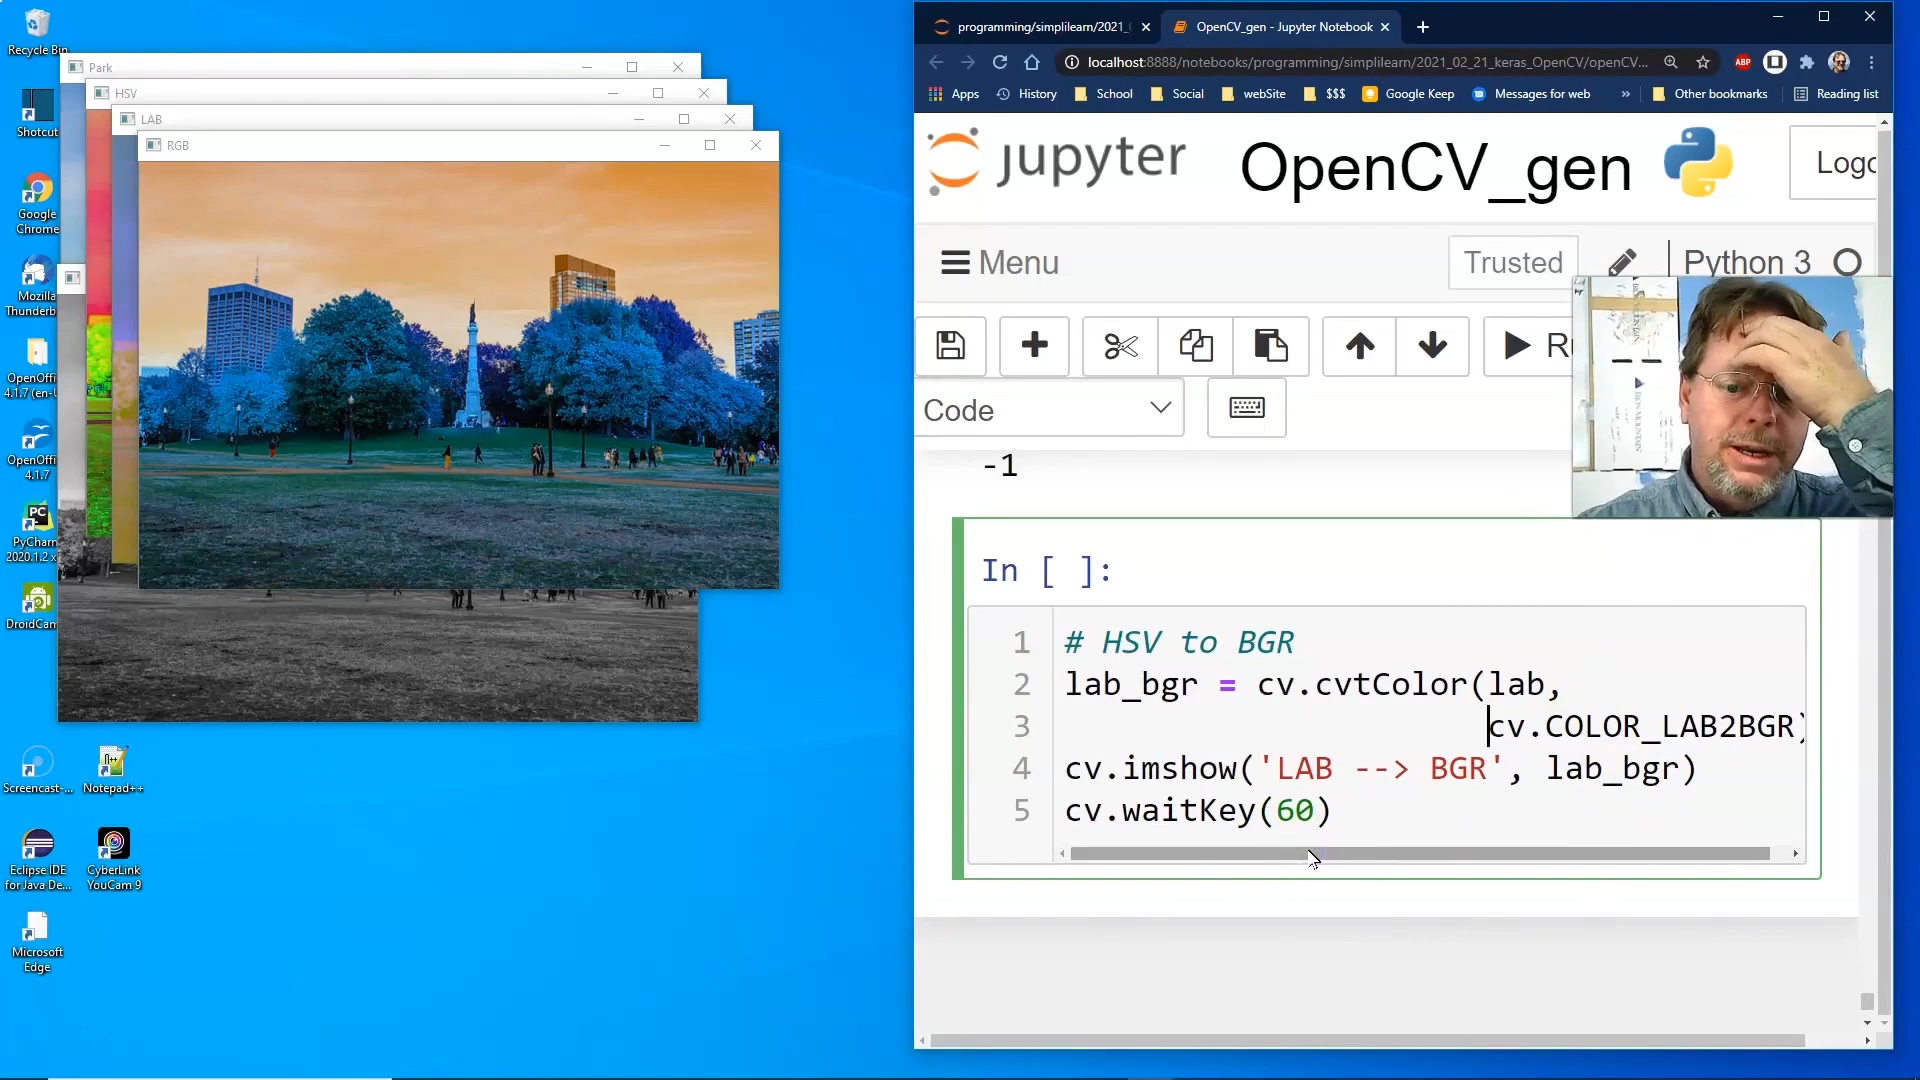 Recycle Bin
Shotcut
Google
Chrome
Mozilla
Thunderb
OpenOffi
4.1.7 (en-U
OpenOffi
4.1.7
PyCharm
2020.1.2 x
DroidCam
Screencast-...
Notepad++
Eclipse IDE
for Java De...
CyberLink
YouCam 9
Microsoft
Edge
Park
HSV
LAB
RGB
programming/simplilearn/2021_
OpenCV_gen - Jupyter Notebook
localhost:8888/notebooks/programming/simplilearn/2021_02_21_keras_OpenCV/openCV...
ABP
Apps
History
School
Social
webSite
$$$
Google Keep
Messages for web
»
Other bookmarks
Reading list
jupyter
OpenCV_gen
Logo
Menu
Trusted
Python 3
Code
-1
In [ ]:
1 # HSV to BGR
2 lab_bgr = cv.cvtColor(lab,
3 cv.COLOR_LAB2BGR)
4 cv.imshow('LAB --> BGR', lab_bgr)
5 cv.waitKey(60)